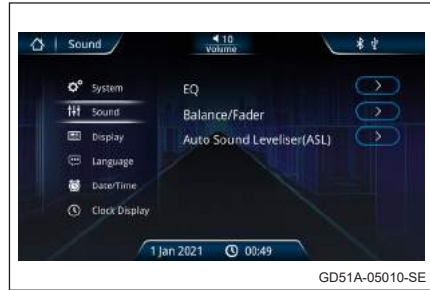 Sound
10
Volume
System
Sound
Display
Language
Date/Time
Clock Display
EQ
Balance/Fader
Auto Sound Leveliser(ASL)
1 Jan 2021 00:49
GD51A-05010-SE